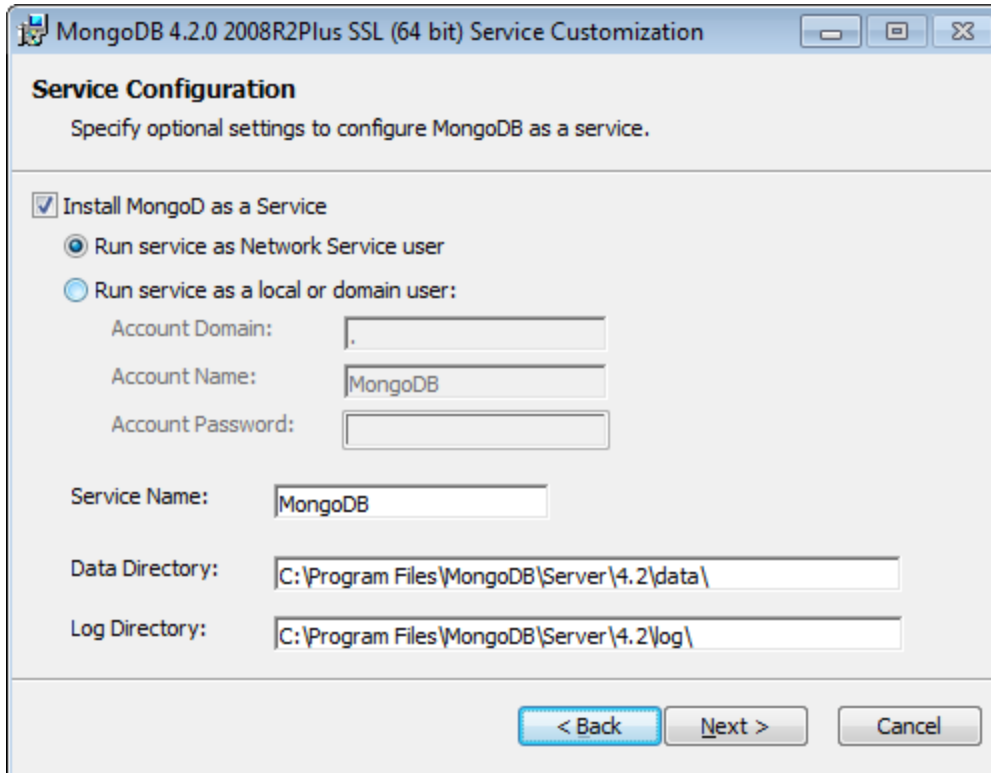 MongoDB 4.2.0 2008R2Plus SSL (64 bit) Service Customization
Service Configuration
Specify optional settings to configure MongoDB as a service.
Install MongoD as a Service
Run service as Network Service user
Run service as a local or domain user:
Account Domain: .
Account Name: MongoDB
Account Password:
Service Name: MongoDB
Data Directory: C:\Program Files\MongoDB\Server\4.2\data\
Log Directory: C:\Program Files\MongoDB\Server\4.2\log\
< Back Next > Cancel